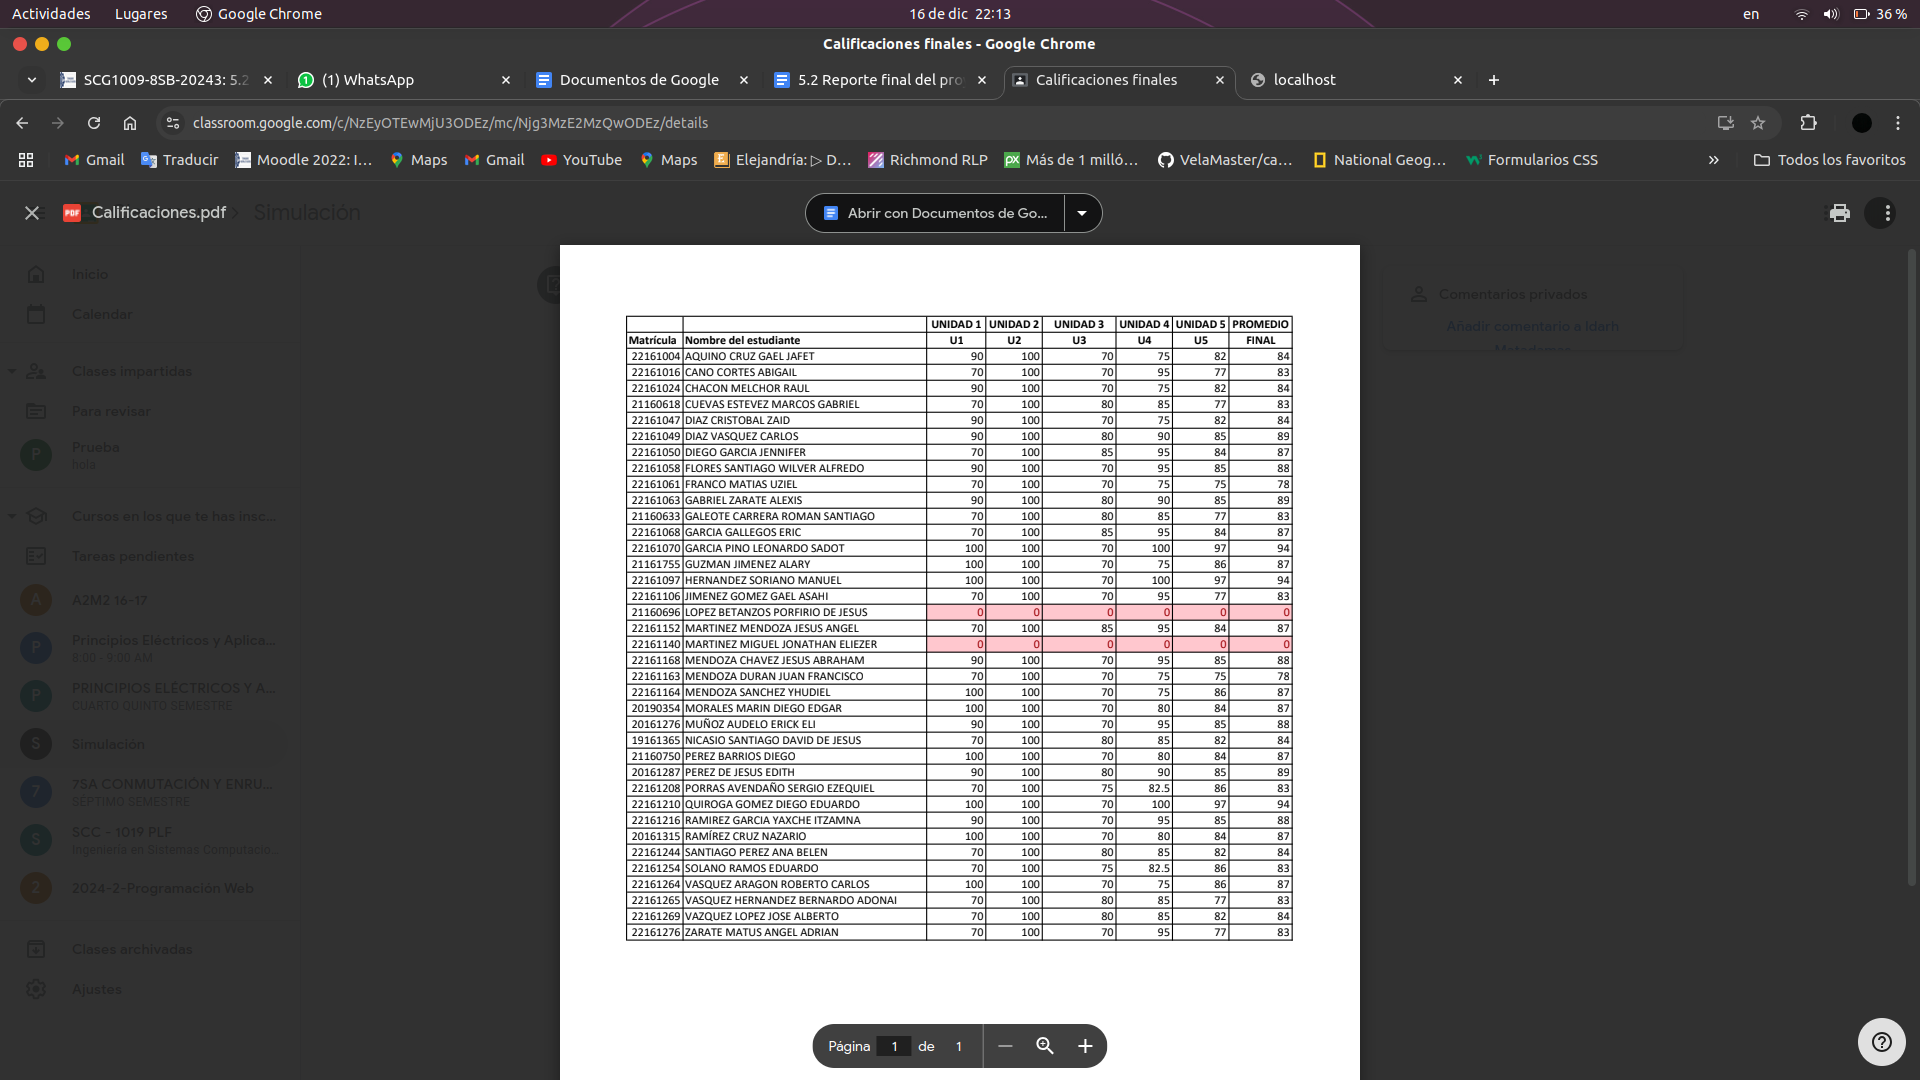 Actividades Lugares Google Chrome 16 de dic 22:13 en 36 %
Calificaciones finales - Google Chrome
SCG1009-8SB-20243: 5.2 (1) WhatsApp Documentos de Google 5.2 Reporte final del pro Calificaciones finales localhost
classroom.google.com/c/NzEyOTEwMjU3ODEz/mc/Njg3MzE2MzQwODEz/details
Gmail Traducir Moodle 2022: I... Maps Gmail YouTube Maps Elejandría: ▷ D... Richmond RLP Más de 1 milló... VelaMaster/ca... National Geog... Formularios CSS » Todos los favoritos
PDF Calificaciones.pdf Simulación Abrir con Documentos de Go...
Inicio
Calendar
Clases impartidas
Para revisar
P Prueba
hola
Cursos en los que te has insc...
Tareas pendientes
A A2M2 16-17
P Principios Eléctricos y Aplica...
8:00 - 9:00 AM
P PRINCIPIOS ELÉCTRICOS Y A...
CUARTO QUINTO SEMESTRE
S Simulación
7 7SA CONMUTACIÓN Y ENRU...
SEPTIMO SEMESTRE
S SCC - 1019 PLF
Ingeniería en Sistemas Computacio...
2 2024-2-Programación Web
Clases archivadas
Ajustes
Comentarios privados
Añadir comentario a Idarh
UNIDAD 1 UNIDAD 2 UNIDAD 3 UNIDAD 4 UNIDAD 5 PROMEDIO
Matrícula Nombre del estudiante U1 U2 U3 U4 U5 FINAL
22161004 AQUINO CRUZ GAEL JAFET 90 100 70 75 82 84
22161016 CANO CORTES ABIGAIL 70 100 70 95 77 83
22161024 CHACON MELCHOR RAUL 90 100 70 75 82 84
21160618 CUEVAS ESTEVEZ MARCOS GABRIEL 70 100 80 85 77 83
22161047 DIAZ CRISTOBAL ZAID 90 100 70 75 82 84
22161049 DIAZ VASQUEZ CARLOS 90 100 80 90 85 89
22161050 DIEGO GARCIA JENNIFER 70 100 85 95 84 87
22161058 FLORES SANTIAGO WILVER ALFREDO 90 100 70 95 85 88
22161061 FRANCO MATIAS UZIEL 70 100 70 75 75 78
22161063 GABRIEL ZARATE ALEXIS 90 100 80 90 85 89
21160633 GALEOTE CARRERA ROMAN SANTIAGO 70 100 80 85 77 83
22161068 GARCIA GALLEGOS ERIC 70 100 85 95 84 87
22161070 GARCIA PINO LEONARDO SADOT 100 100 70 100 97 94
21161755 GUZMAN JIMENEZ ALARY 100 100 70 75 86 87
22161097 HERNANDEZ SORIANO MANUEL 100 100 70 100 97 94
22161106 JIMENEZ GOMEZ GAEL ASAHI 70 100 70 95 77 83
21160696 LOPEZ BETANZOS PORFIRIO DE JESUS 0 0 0 0 0 0
22161152 MARTINEZ MENDOZA JESUS ANGEL 70 100 85 95 84 87
22161140 MARTINEZ MIGUEL JONATHAN ELIEZER 0 0 0 0 0 0
22161168 MENDOZA CHAVEZ JESUS ABRAHAM 90 100 70 95 85 88
22161163 MENDOZA DURAN JUAN FRANCISCO 70 100 70 75 75 78
22161164 MENDOZA SANCHEZ YHUDIEL 100 100 70 75 86 87
20190354 MORALES MARIN DIEGO EDGAR 100 100 70 80 84 87
20161276 MUÑOZ AUDELO ERICK ELI 90 100 70 95 85 88
19161365 NICASIO SANTIAGO DAVID DE JESUS 70 100 80 85 82 84
21160750 PEREZ BARRIOS DIEGO 100 100 70 80 84 87
20161287 PEREZ DE JESUS EDITH 90 100 80 90 85 89
22161208 PORRAS AVENDAÑO SERGIO EZEQUIEL 70 100 75 82.5 86 83
22161210 QUIROGA GOMEZ DIEGO EDUARDO 100 100 70 100 97 94
22161216 RAMIREZ GARCIA YAXCHE ITZAMNA 90 100 70 95 85 88
20161315 RAMÍREZ CRUZ NAZARIO 100 100 70 80 84 87
22161244 SANTIAGO PEREZ ANA BELEN 70 100 80 85 82 84
22161254 SOLANO RAMOS EDUARDO 70 100 75 82.5 86 83
22161264 VASQUEZ ARAGON ROBERTO CARLOS 100 100 70 75 86 87
22161265 VASQUEZ HERNANDEZ BERNARDO ADONAI 70 100 80 85 77 83
22161269 VAZQUEZ LOPEZ JOSE ALBERTO 70 100 80 85 82 84
22161276 ZARATE MATUS ANGEL ADRIAN 70 100 70 95 77 83
Página 1 de 1